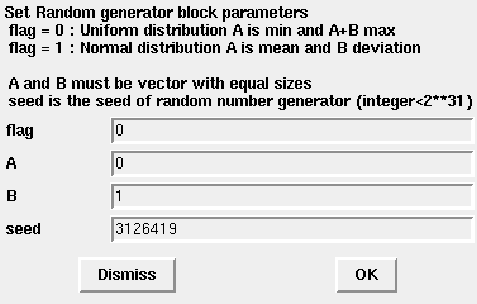 Set Random generator block parameters
flag = 0 : Uniform distribution A is min and A+B max
flag = 1 : Normal distribution A is mean and B deviation
A and B must be vector with equal sizes
seed is the seed of random number generator (integer<2**31)
flag 0
A 0
B 1
seed 3126419
Dismiss OK